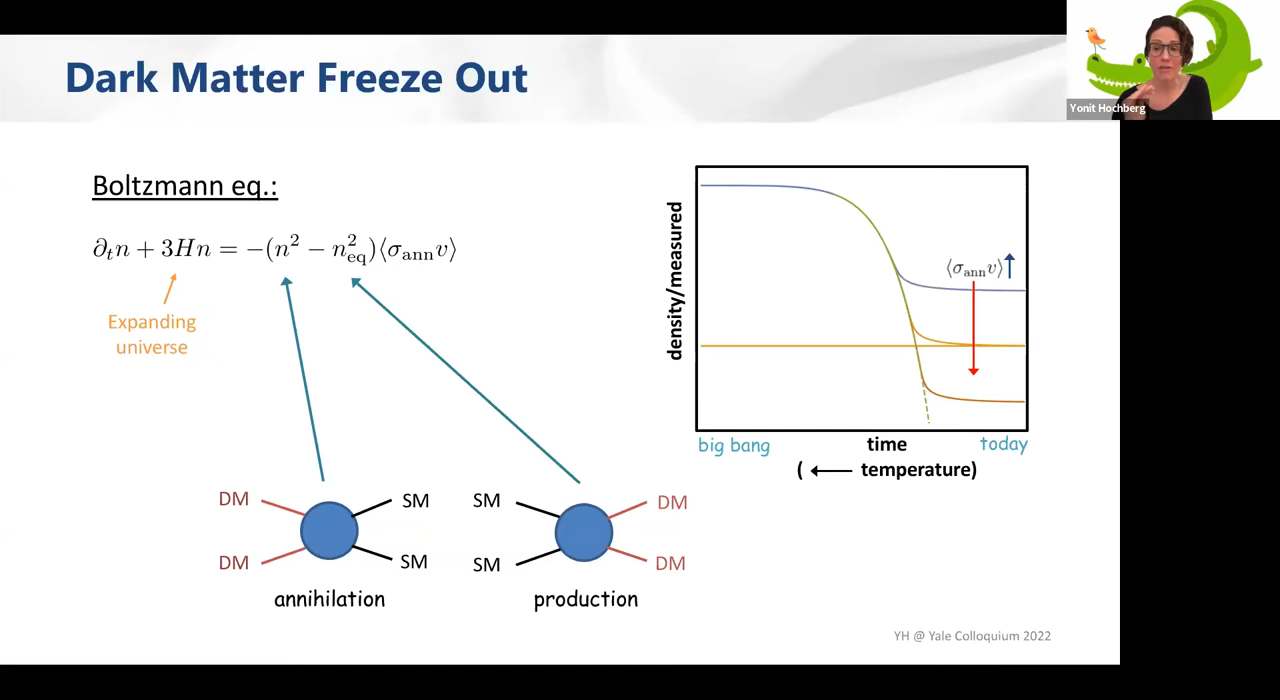 Dark Matter Freeze Out
Yonit Hochberg
Boltzmann eq.:
∂ₜn + 3Hn = −(n² − n²_eq)⟨σ_ann v⟩
Expanding
universe
density/measured
⟨σ_ann v⟩
big bang
time
today
( ← temperature)
DM
SM
DM
SM
annihilation
SM
DM
SM
DM
production
YH @ Yale Colloquium 2022